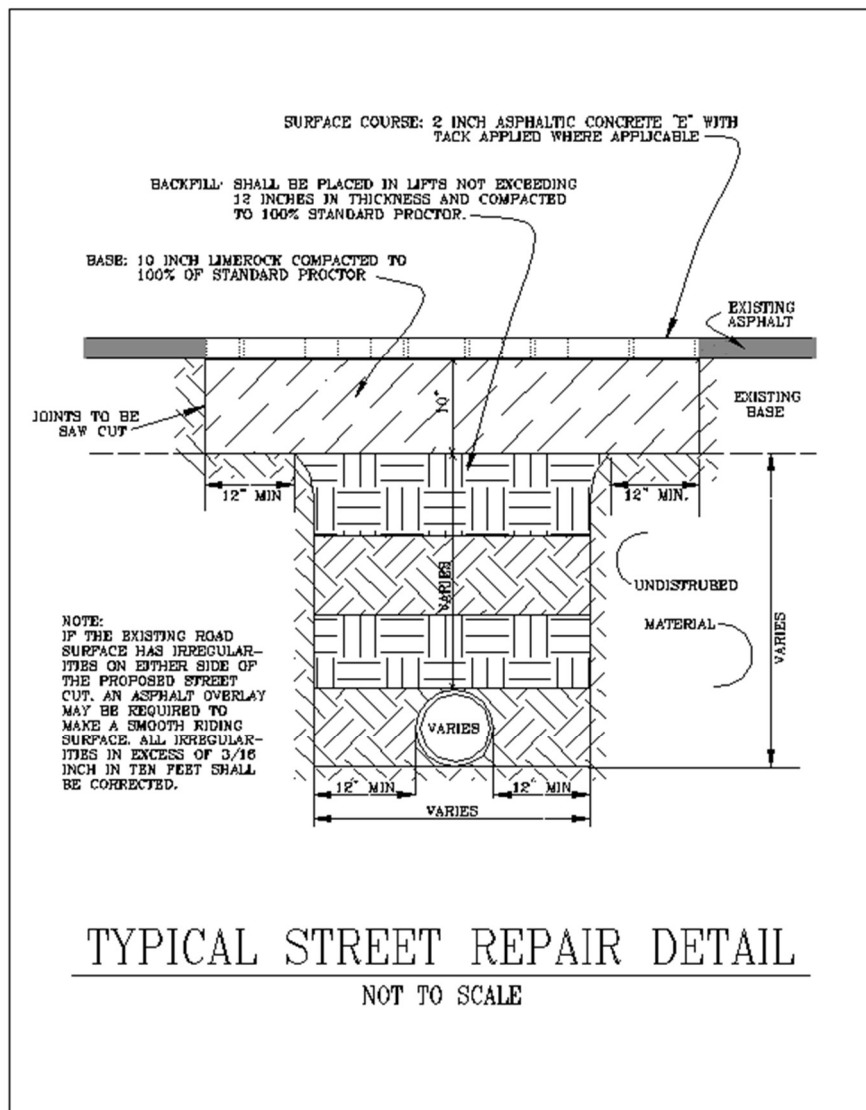 SURFACE COURSE: 2 INCH ASPHALTIC CONCRETE "E" WITH
TACK APPLIED WHERE APPLICABLE
BACKFILL: SHALL BE PLACED IN LIFTS NOT EXCEEDING
12 INCHES IN THICKNESS AND COMPACTED
TO 100% STANDARD PROCTOR.
BASE: 10 INCH LIMEROCK COMPACTED TO
100% OF STANDARD PROCTOR
EXISTING
ASPHALT
10"
JOINTS TO BE
SAW CUT
EXISTING
BASE
12" MIN
12" MIN.
VARIES
UNDISTRUBED
MATERIAL
VARIES
NOTE:
IF THE EXISTING ROAD
SURFACE HAS IRREGULAR-
ITIES ON EITHER SIDE OF
THE PROPOSED STREET
CUT, AN ASPHALT OVERLAY
MAY BE REQUIRED TO
MAKE A SMOOTH RIDING
SURFACE. ALL IRREGULAR-
ITIES IN EXCESS OF 3/16
INCH IN TEN FEET SHALL
BE CORRECTED.
VARIES
12" MIN
12" MIN
VARIES
TYPICAL STREET REPAIR DETAIL
NOT TO SCALE